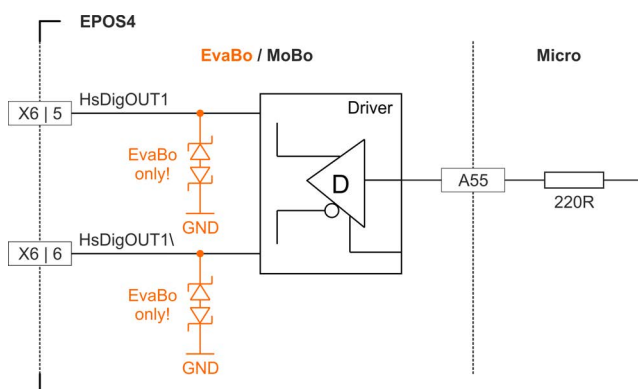 EPOS4
EvaBo / MoBo
Micro
X6 | 5
HsDigOUT1
Driver
EvaBo
only!
GND
D
A55
220R
X6 | 6
HsDigOUT1\
EvaBo
only!
GND